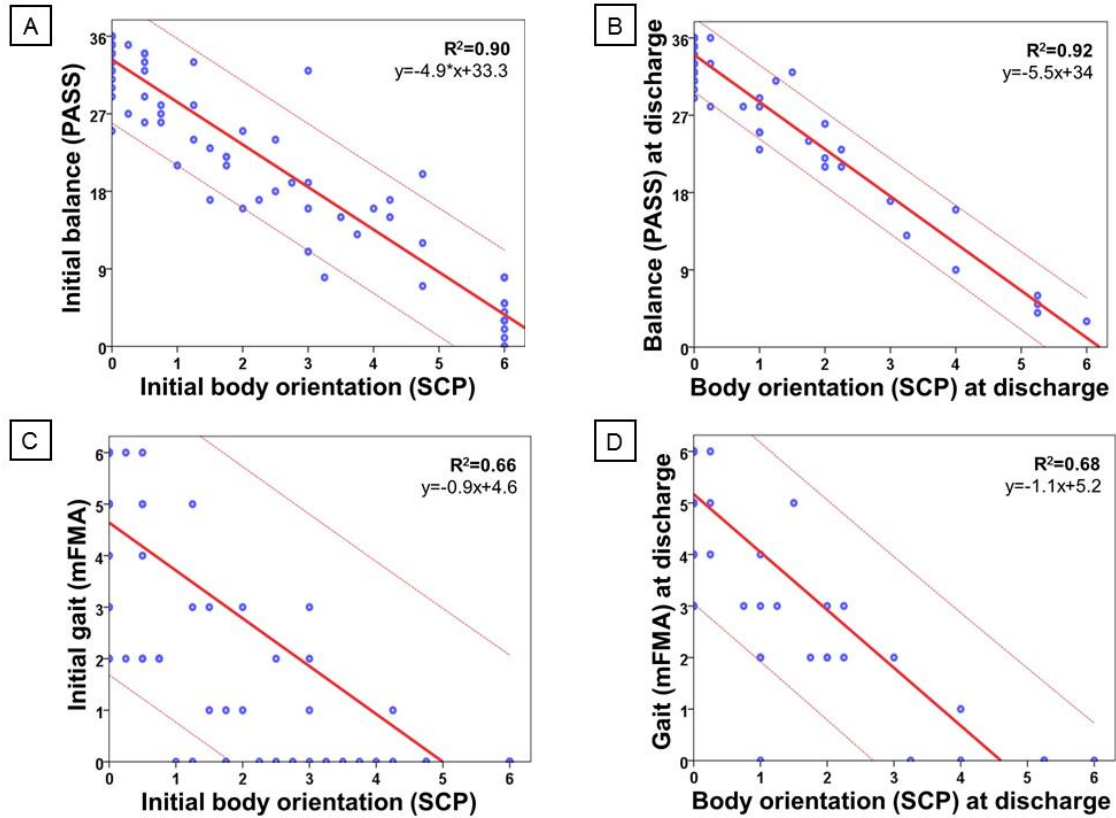 A
R²=0.90
y=-4.9*x+33.3
Initial balance (PASS)
36
27
18
9
0
0 1 2 3 4 5 6
Initial body orientation (SCP)
B
R²=0.92
y=-5.5x+34
Balance (PASS) at discharge
36
27
18
9
0
0 1 2 3 4 5 6
Body orientation (SCP) at discharge
C
R²=0.66
y=-0.9x+4.6
Initial gait (mFMA)
6
5
4
3
2
1
0
0 1 2 3 4 5 6
Initial body orientation (SCP)
D
R²=0.68
y=-1.1x+5.2
Gait (mFMA) at discharge
6
5
4
3
2
1
0
0 1 2 3 4 5 6
Body orientation (SCP) at discharge